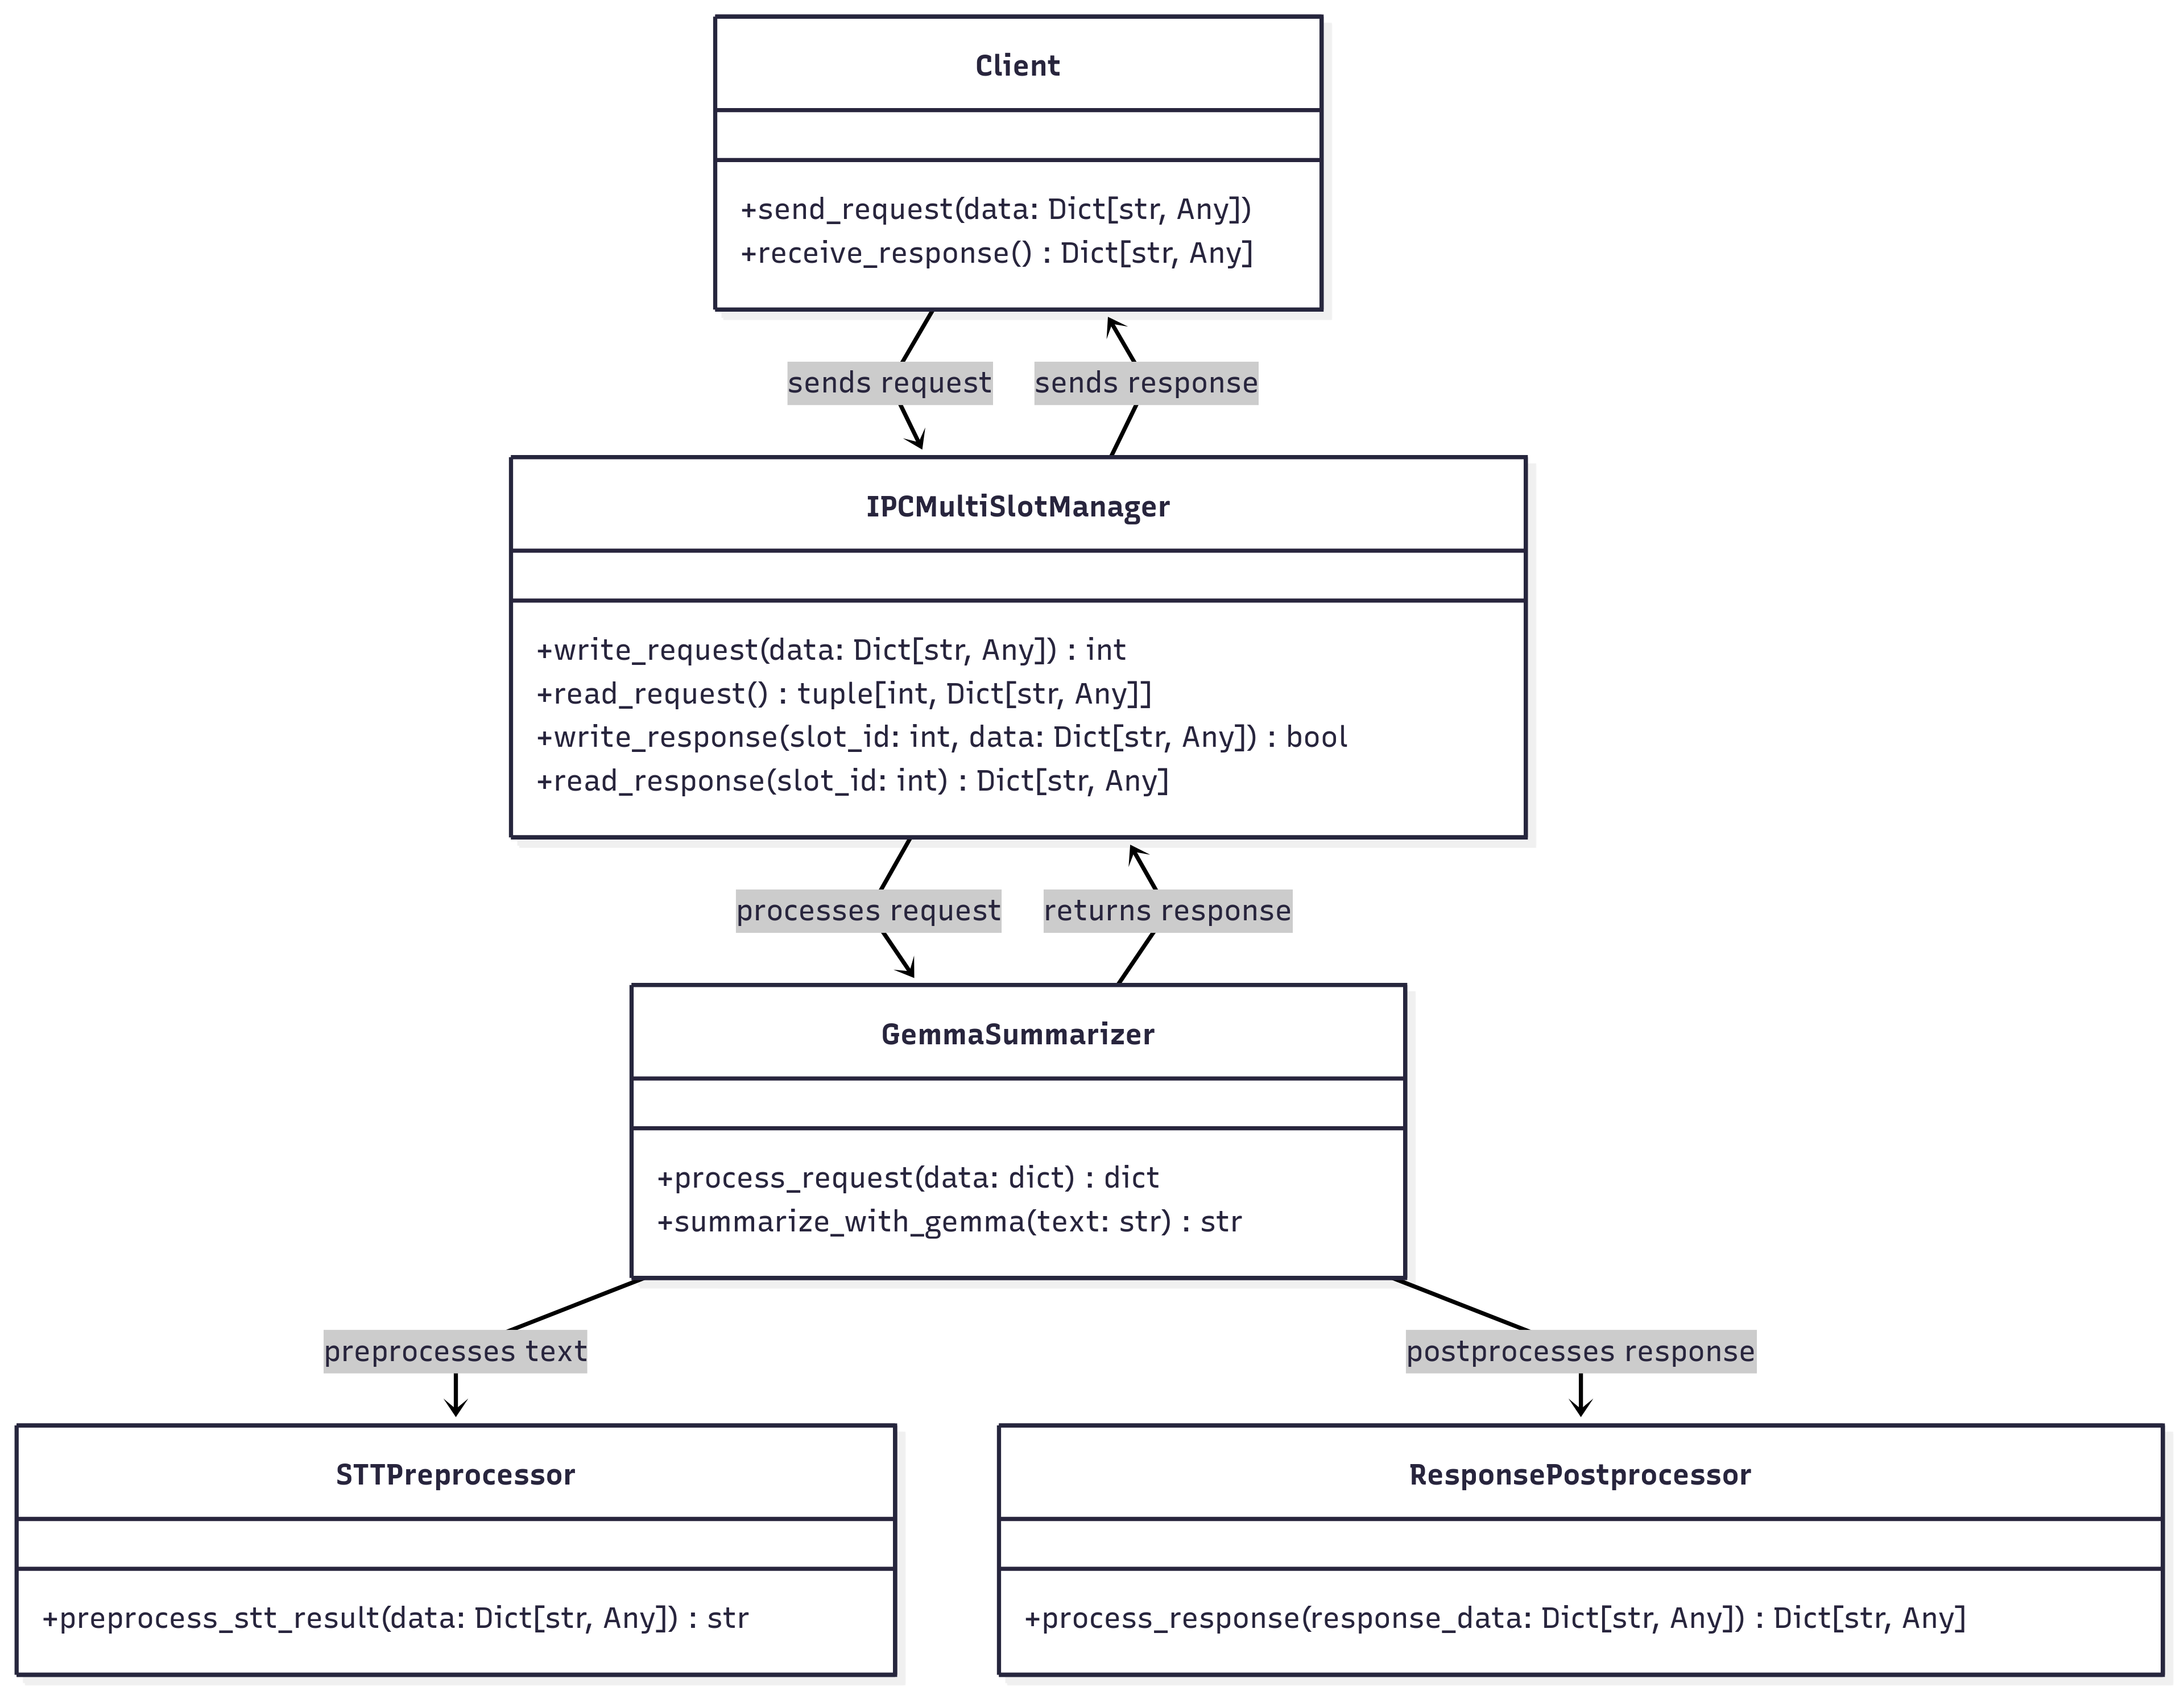 Client
+send_request(data: Dict[str, Any])
+receive_response() : Dict[str, Any]
sends request
sends response
IPCMultiSlotManager
+write_request(data: Dict[str, Any]) : int
+read_request() : tuple[int, Dict[str, Any]]
+write_response(slot_id: int, data: Dict[str, Any]) : bool
+read_response(slot_id: int) : Dict[str, Any]
processes request
returns response
GemmaSummarizer
+process_request(data: dict) : dict
+summarize_with_gemma(text: str) : str
preprocesses text
postprocesses response
STTPreprocessor
+preprocess_stt_result(data: Dict[str, Any]) : str
ResponsePostprocessor
+process_response(response_data: Dict[str, Any]) : Dict[str, Any]